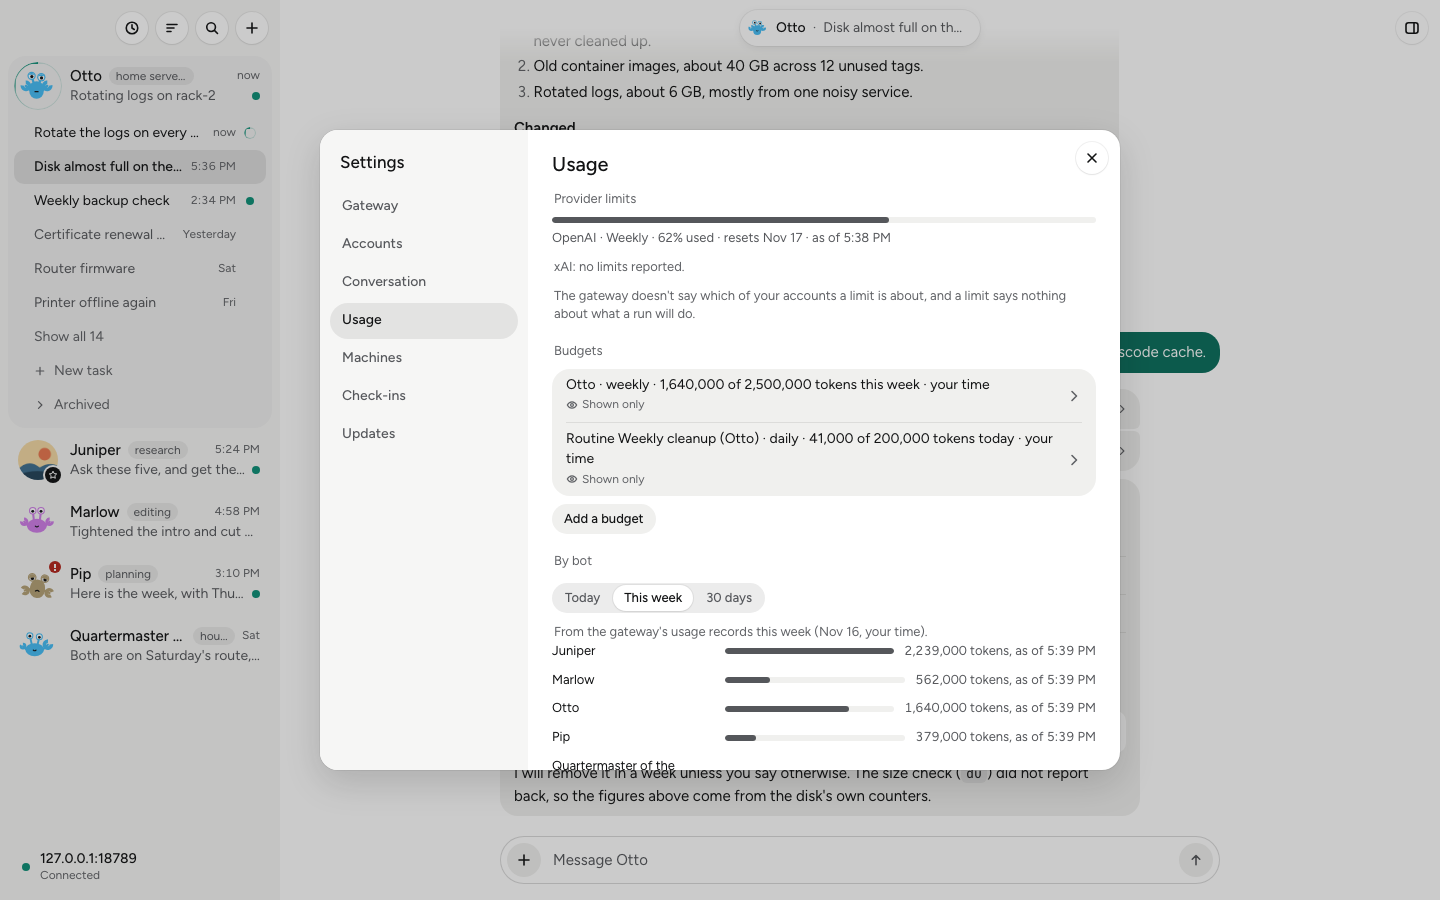 Otto
home serve...
now
Rotating logs on rack-2
Rotate the logs on every ...
now
Disk almost full on the...
5:36 PM
Weekly backup check
2:34 PM
Certificate renewal ...
Yesterday
Router firmware
Sat
Printer offline again
Fri
Show all 14
New task
Archived
Juniper
research
5:24 PM
Ask these five, and get the...
Marlow
editing
4:58 PM
Tightened the intro and cut ...
Pip
planning
3:10 PM
Here is the week, with Thu...
Quartermaster ...
hou...
Sat
Both are on Saturday's route,...
127.0.0.1:18789
Connected
Otto · Disk almost full on th...
never cleaned up.
2. Old container images, about 40 GB across 12 unused tags.
3. Rotated logs, about 6 GB, mostly from one noisy service.
Changed
scode cache.
Settings
Gateway
Accounts
Conversation
Usage
Machines
Check-ins
Updates
Usage
Provider limits
OpenAI · Weekly · 62% used · resets Nov 17 · as of 5:38 PM
xAI: no limits reported.
The gateway doesn't say which of your accounts a limit is about, and a limit says nothing
about what a run will do.
Budgets
Otto · weekly · 1,640,000 of 2,500,000 tokens this week · your time
Shown only
Routine Weekly cleanup (Otto) · daily · 41,000 of 200,000 tokens today · your
time
Shown only
Add a budget
By bot
Today
This week
30 days
From the gateway's usage records this week (Nov 16, your time).
Juniper
2,239,000 tokens, as of 5:39 PM
Marlow
562,000 tokens, as of 5:39 PM
Otto
1,640,000 tokens, as of 5:39 PM
Pip
379,000 tokens, as of 5:39 PM
Quartermaster of the
I will remove it in a week unless you say otherwise. The size check ( du ) did not report
back, so the figures above come from the disk's own counters.
Message Otto